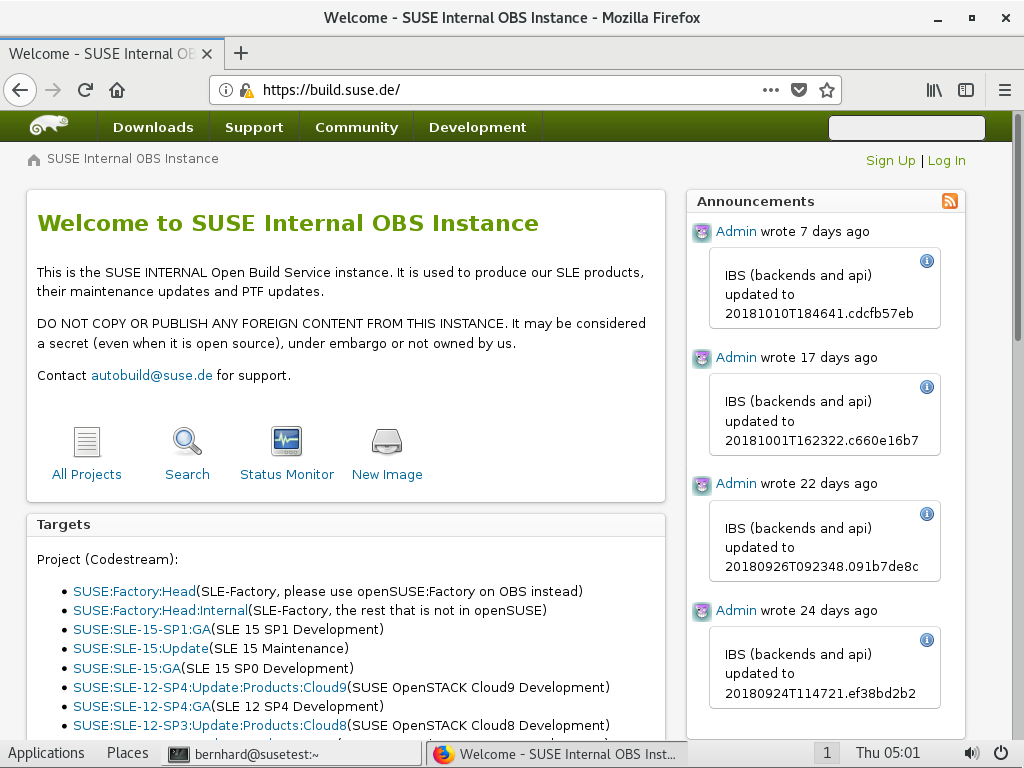 Welcome - SUSE Internal OBS Instance - Mozilla Firefox
Welcome - SUSE Internal OB
https://build.suse.de/
Downloads Support Community Development
SUSE Internal OBS Instance
Sign Up | Log In
Welcome to SUSE Internal OBS Instance
This is the SUSE INTERNAL Open Build Service instance. It is used to produce our SLE products,
their maintenance updates and PTF updates.
DO NOT COPY OR PUBLISH ANY FOREIGN CONTENT FROM THIS INSTANCE. It may be considered
a secret (even when it is open source), under embargo or not owned by us.
Contact autobuild@suse.de for support.
All Projects
Search
Status Monitor
New Image
Targets
Project (Codestream):
• SUSE:Factory:Head(SLE-Factory, please use openSUSE:Factory on OBS instead)
• SUSE:Factory:Head:Internal(SLE-Factory, the rest that is not in openSUSE)
• SUSE:SLE-15-SP1:GA(SLE 15 SP1 Development)
• SUSE:SLE-15:Update(SLE 15 Maintenance)
• SUSE:SLE-15:GA(SLE 15 SP0 Development)
• SUSE:SLE-12-SP4:Update:Products:Cloud9(SUSE OpenSTACK Cloud9 Development)
• SUSE:SLE-12-SP4:GA(SLE 12 SP4 Development)
• SUSE:SLE-12-SP3:Update:Products:Cloud8(SUSE OpenSTACK Cloud8 Development)
Announcements
Admin wrote 7 days ago
IBS (backends and api)
updated to
20181010T184641.cdcfb57eb
Admin wrote 17 days ago
IBS (backends and api)
updated to
20181001T162322.c660e16b7
Admin wrote 22 days ago
IBS (backends and api)
updated to
20180926T092348.091b7de8c
Admin wrote 24 days ago
IBS (backends and api)
updated to
20180924T114721.ef38bd2b2
Applications Places bernhard@susetest:~ Welcome - SUSE Internal OBS Inst... 1 Thu 05:01